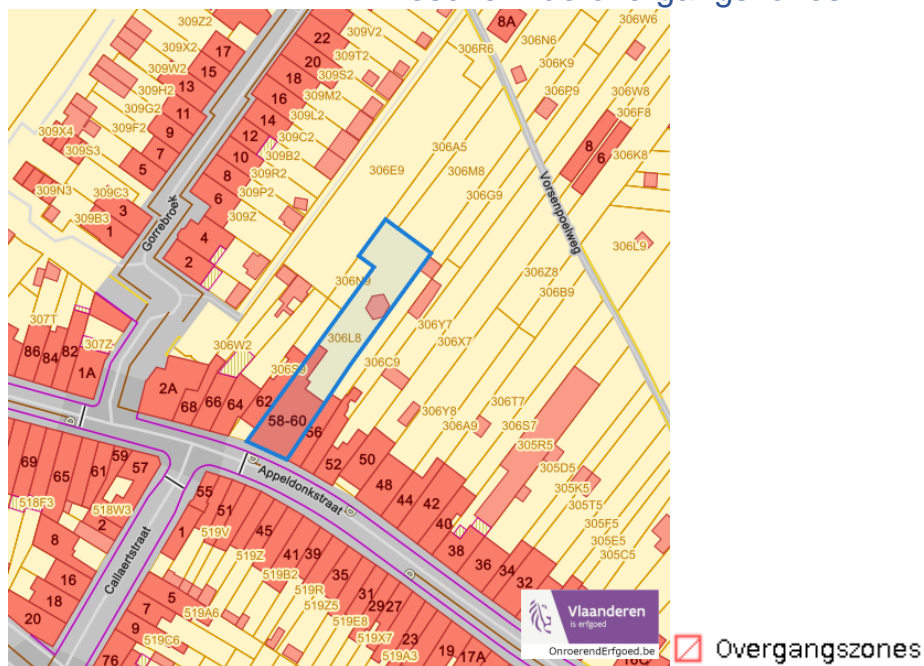 309Z2
309V2
8A
306W6
306R6
306N6
309X2
17
22
309T2
306K9
309W2
15
20
309S2
309H2
13
18
306P9
306W8
309G2
11
16
309M2
306F8
309F2
14
309L2
309X4
9
12
309C2
306A5
8
306K8
309S3
7
10
309B2
306E9
306M8
6
5
8
309R2
306G9
309N3
309C3
6
309P2
309B3
3
309Z
Gorrebroek
Vorsenpoelweg
1
4
306L9
2
306Z8
306N9
306B9
307T
306L8
306Y7
86
84
82
307Z
306W2
306X7
1A
306S9
306C9
2A
68
66
64
62
58-60
306Y8
306T7
56
306A9
306S7
305R5
69
65
61
59
57
52
50
Appeldonkstraat
305D5
48
305K5
518F3
518W3
55
44
42
305T5
2
51
40
305F5
8
1
519V
45
38
305E5
Callaertstraat
519Z
41
39
36
34
305C5
16
519B2
35
32
18
5
519R
31
7
519A6
519Z5
29
27
20
9
519E8
23
519C6
519X7
19
17A
76
519A3
Vlaanderen
is erfgoed
OnroerendErfgoed.be
Overgangszones